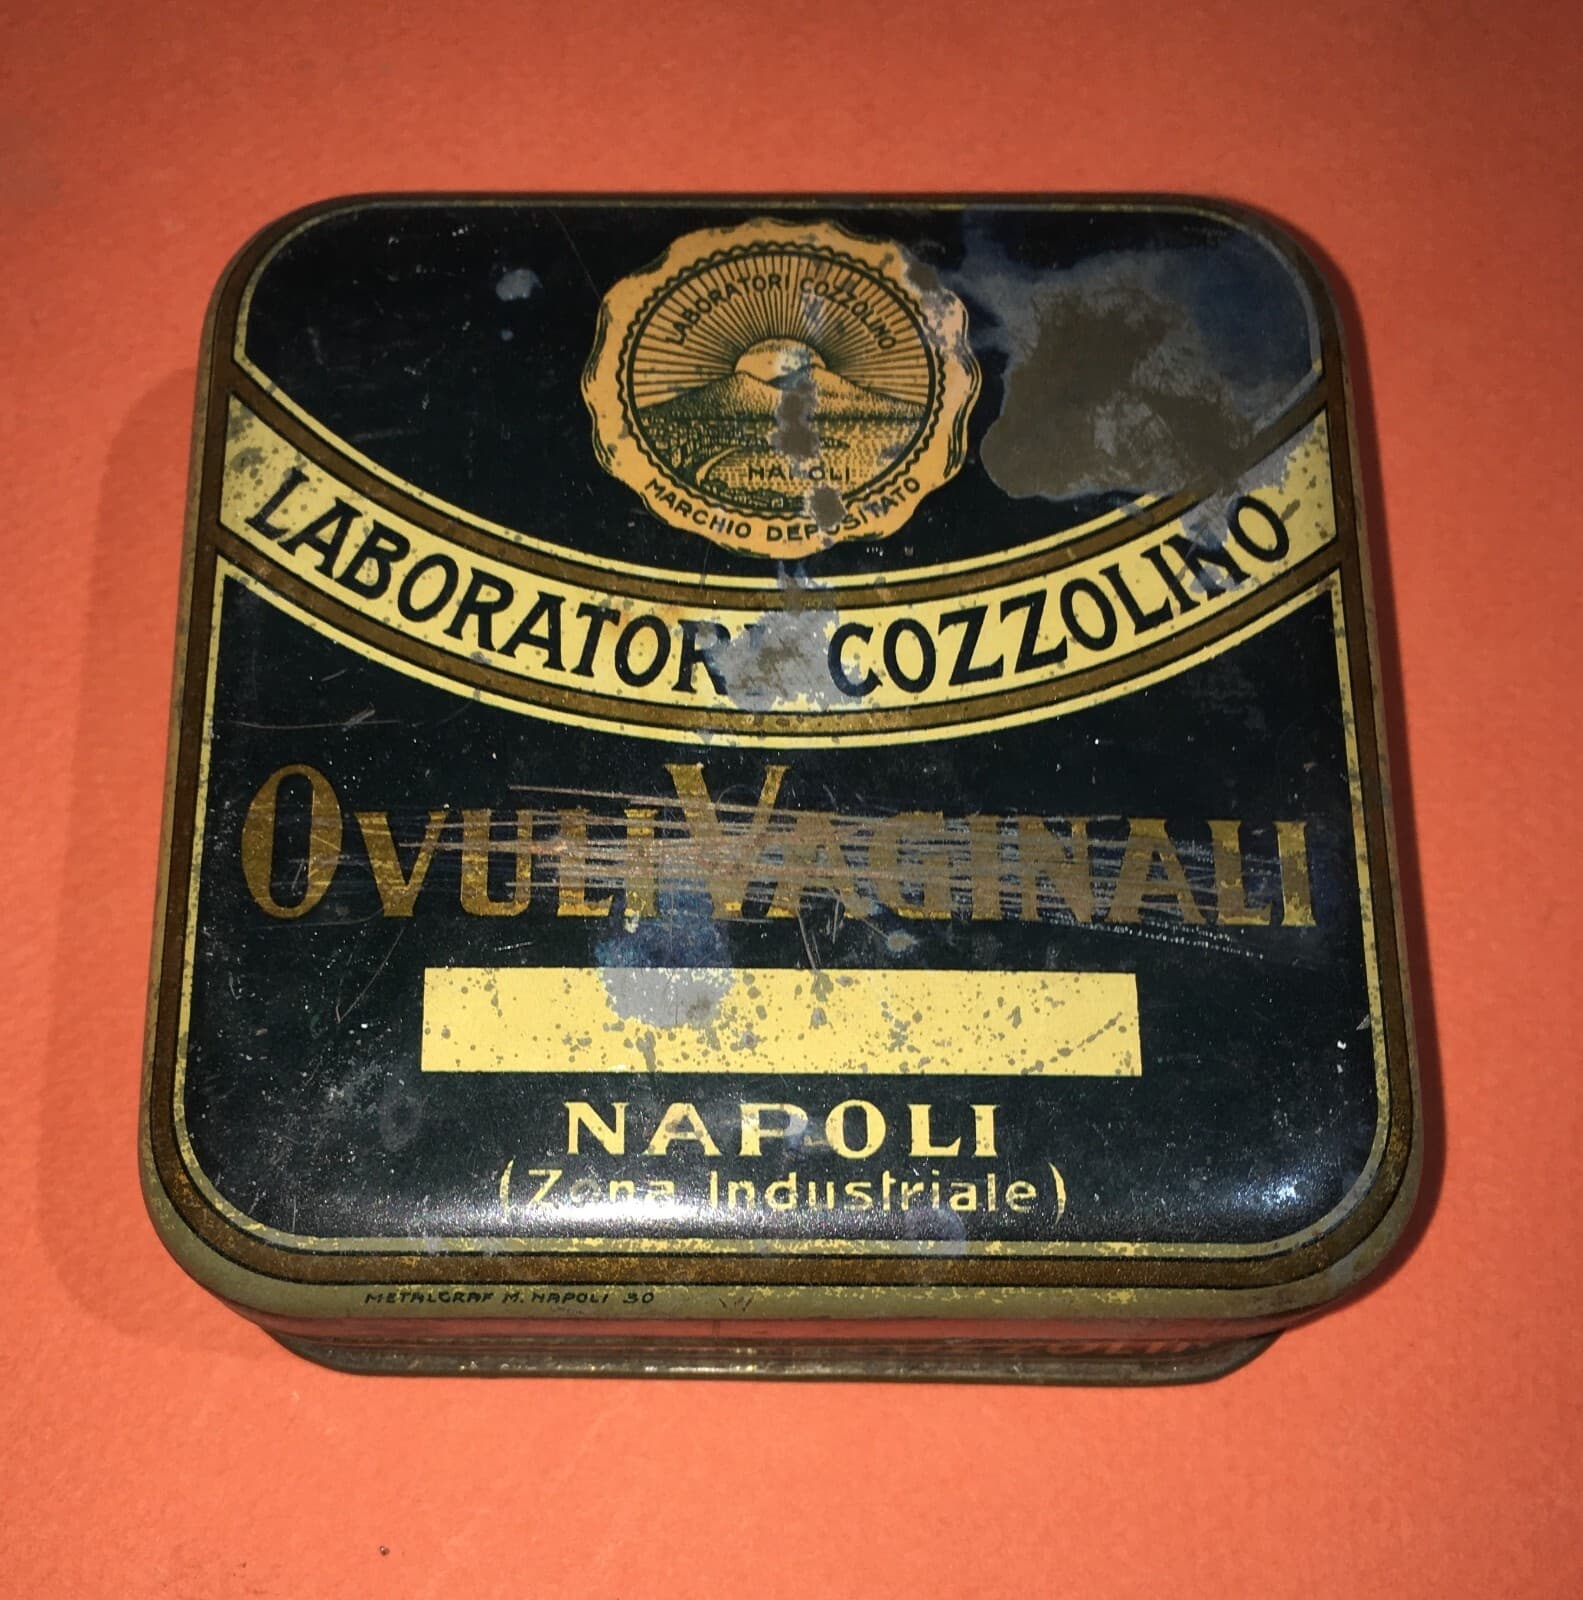 LABORATORI COZZOLINO
NAPOLI
MARCHIO DEPOSITATO
LABORATORI COZZOLINO
OVULI VAGINALI
NAPOLI
(Zona Industriale)
METALGRAF M. NAPOLI 30